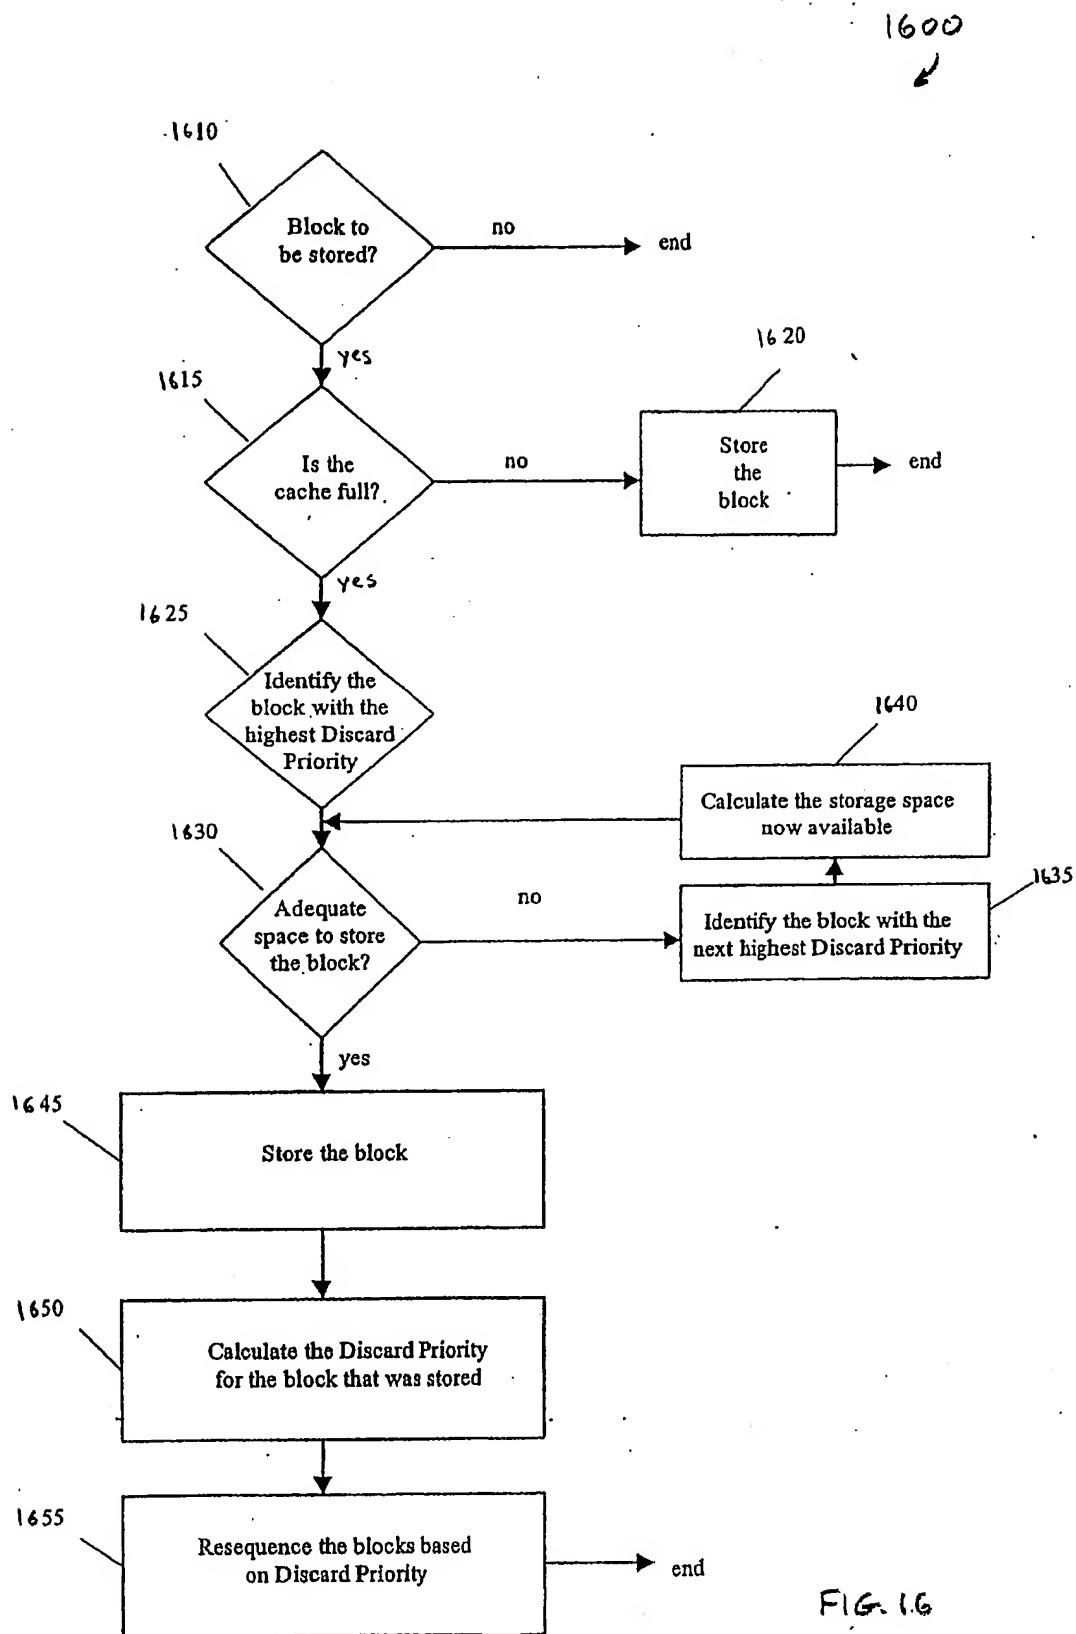 1600
1610
Block to
be stored?
no
end
yes
1615
Is the
cache full?
no
1620
Store
the
block
end
yes
1625
Identify the
block with the
highest Discard
Priority
1640
Calculate the storage space
now available
1630
Adequate
space to store
the block?
no
1635
Identify the block with the
next highest Discard Priority
yes
1645
Store the block
1650
Calculate the Discard Priority
for the block that was stored
1655
Resequence the blocks based
on Discard Priority
end
FIG. 16